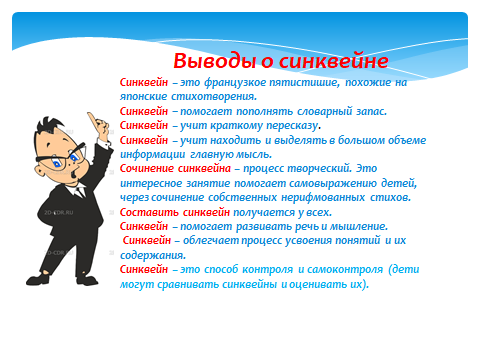 Выводы о синквейне
Синквейн – это французкое пятистишие, похожие на
японские стихотворения.
Синквейн – помогает пополнять словарный запас.
Синквейн – учит краткому пересказу.
Синквейн – учит находить и выделять в большом объеме
информации главную мысль.
Сочинение синквейна – процесс творческий. Это
интересное занятие помогает самовыражению детей,
через сочинение собственных нерифмованных стихов.
Составить синквейн получается у всех.
Синквейн – помогает развивать речь и мышление.
Синквейн – облегчает процесс усвоения понятий и их
содержания.
Синквейн – это способ контроля и самоконтроля (дети
могут сравнивать синквейны и оценивать их).